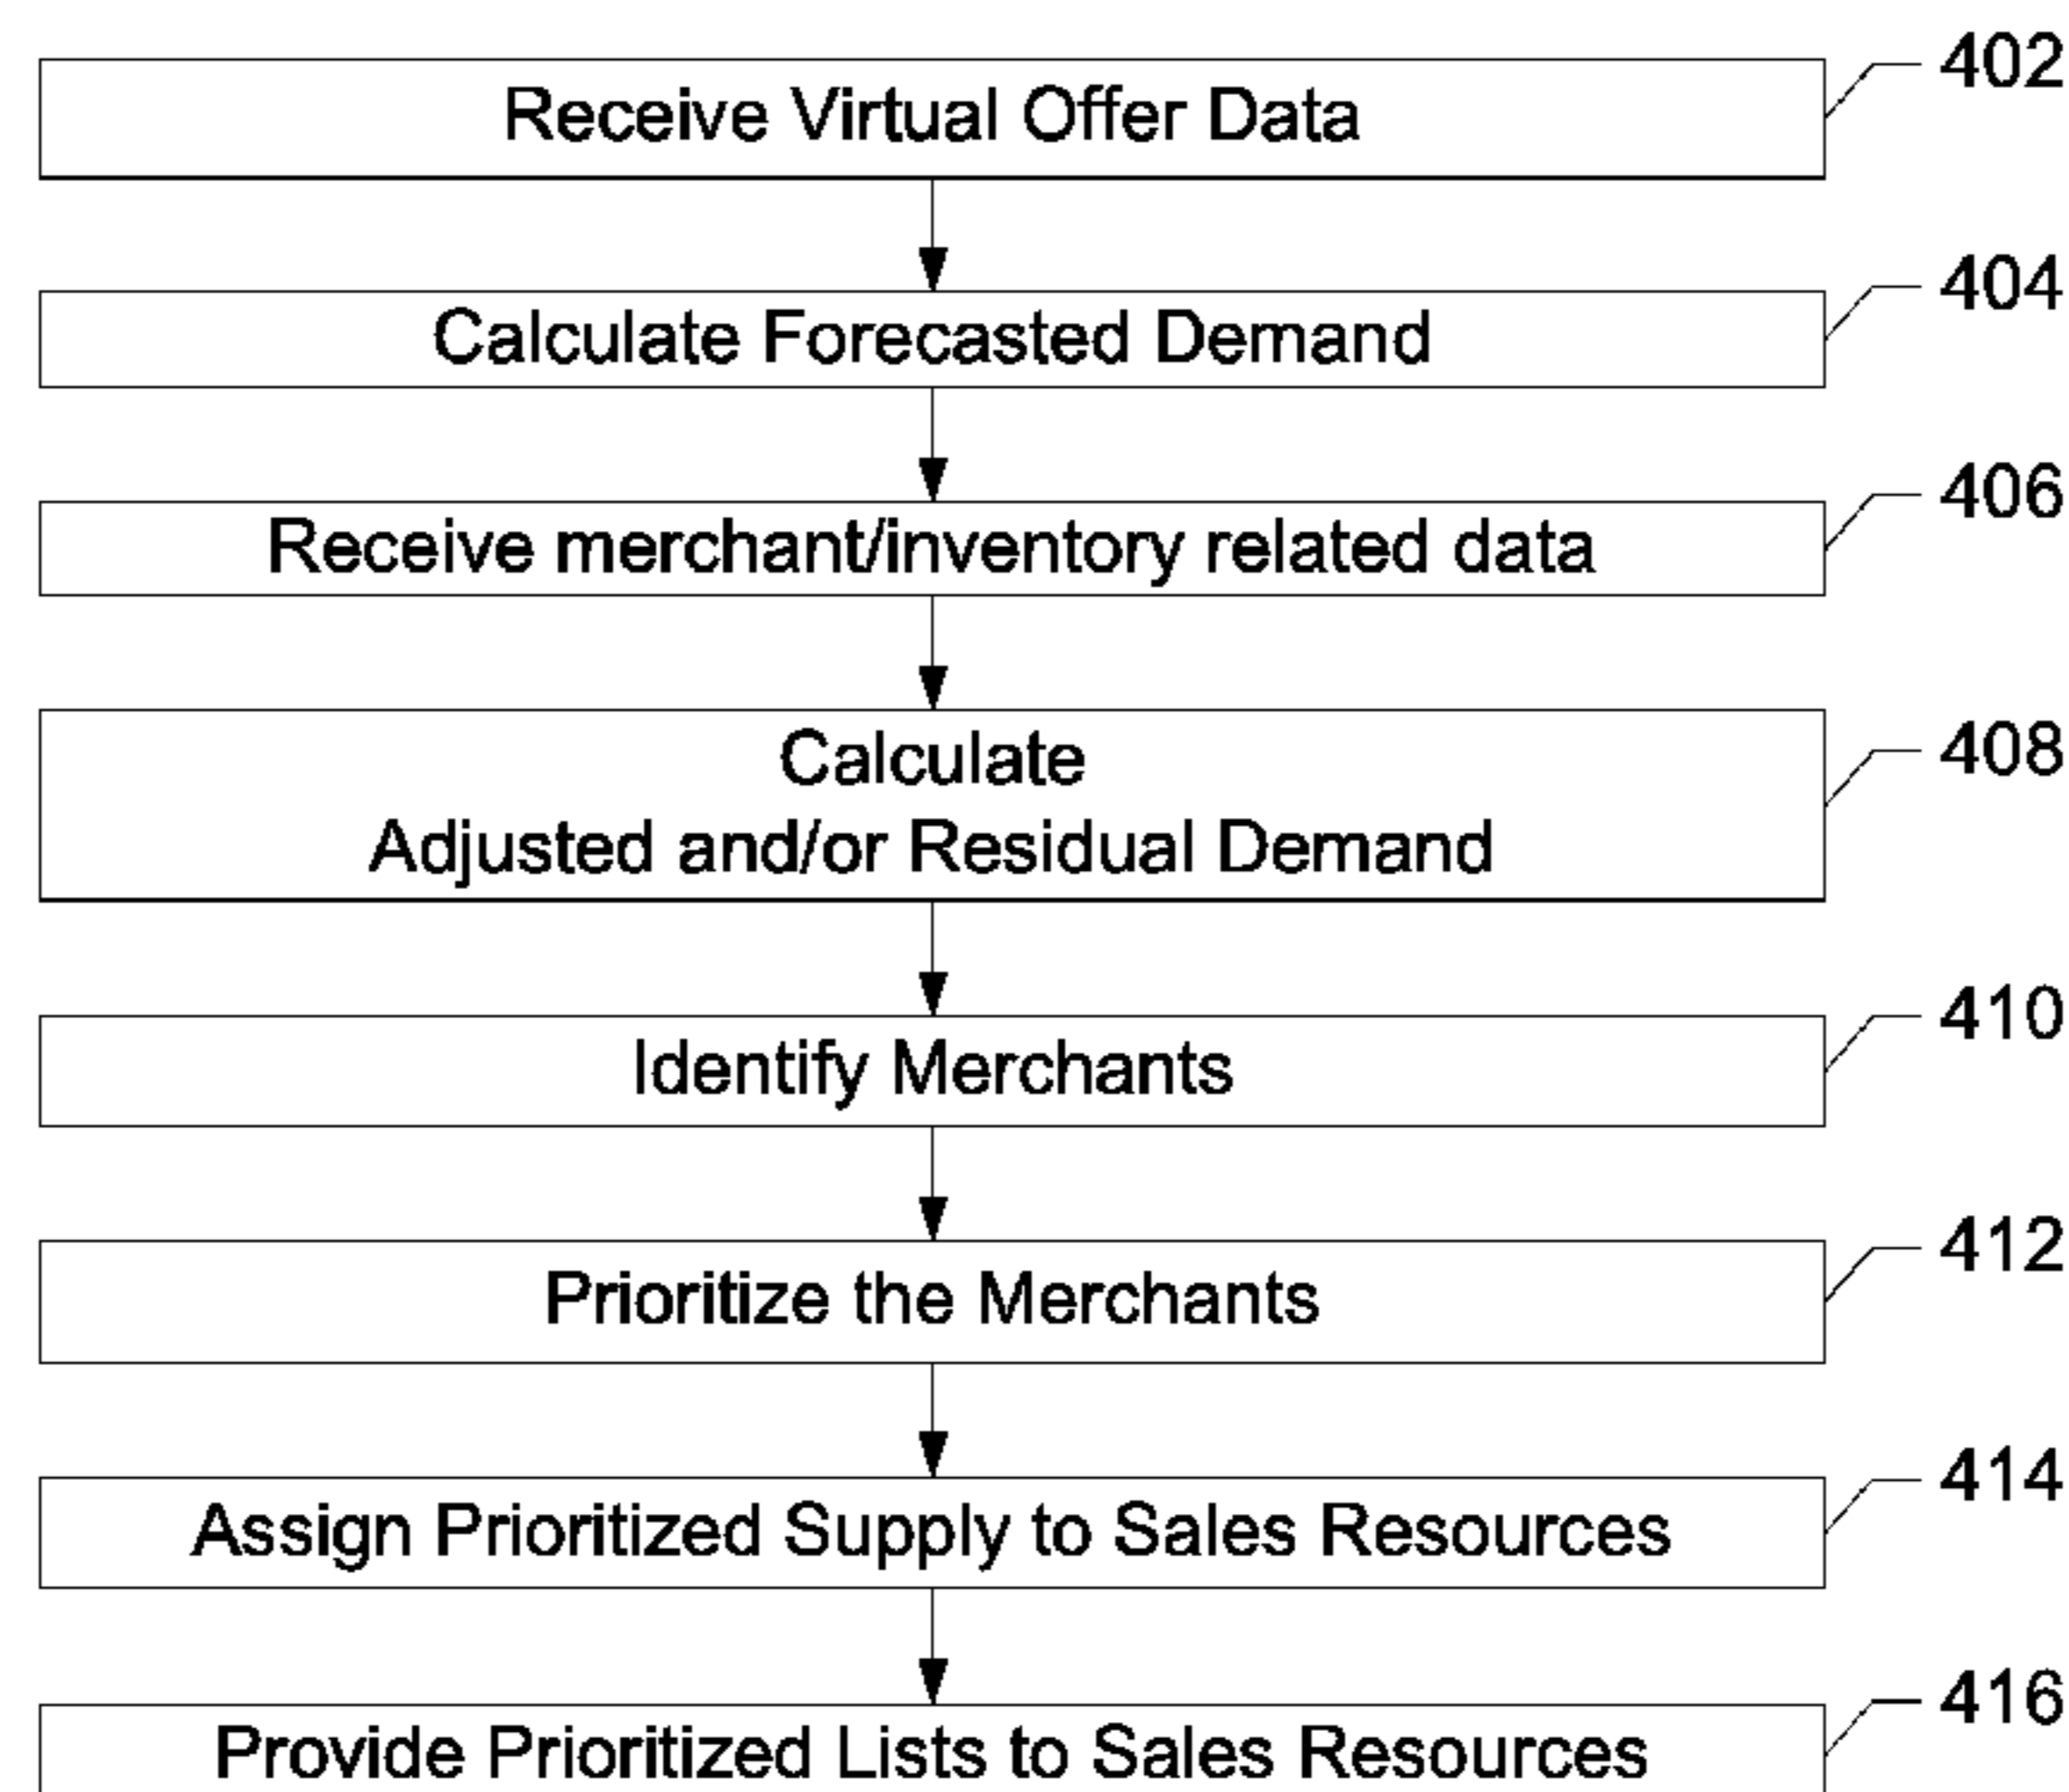 Receive Virtual Offer Data
402
Calculate Forecasted Demand
404
Receive merchant/inventory related data
406
Calculate
Adjusted and/or Residual Demand
408
Identify Merchants
410
Prioritize the Merchants
412
Assign Prioritized Supply to Sales Resources
414
Provide Prioritized Lists to Sales Resources
416